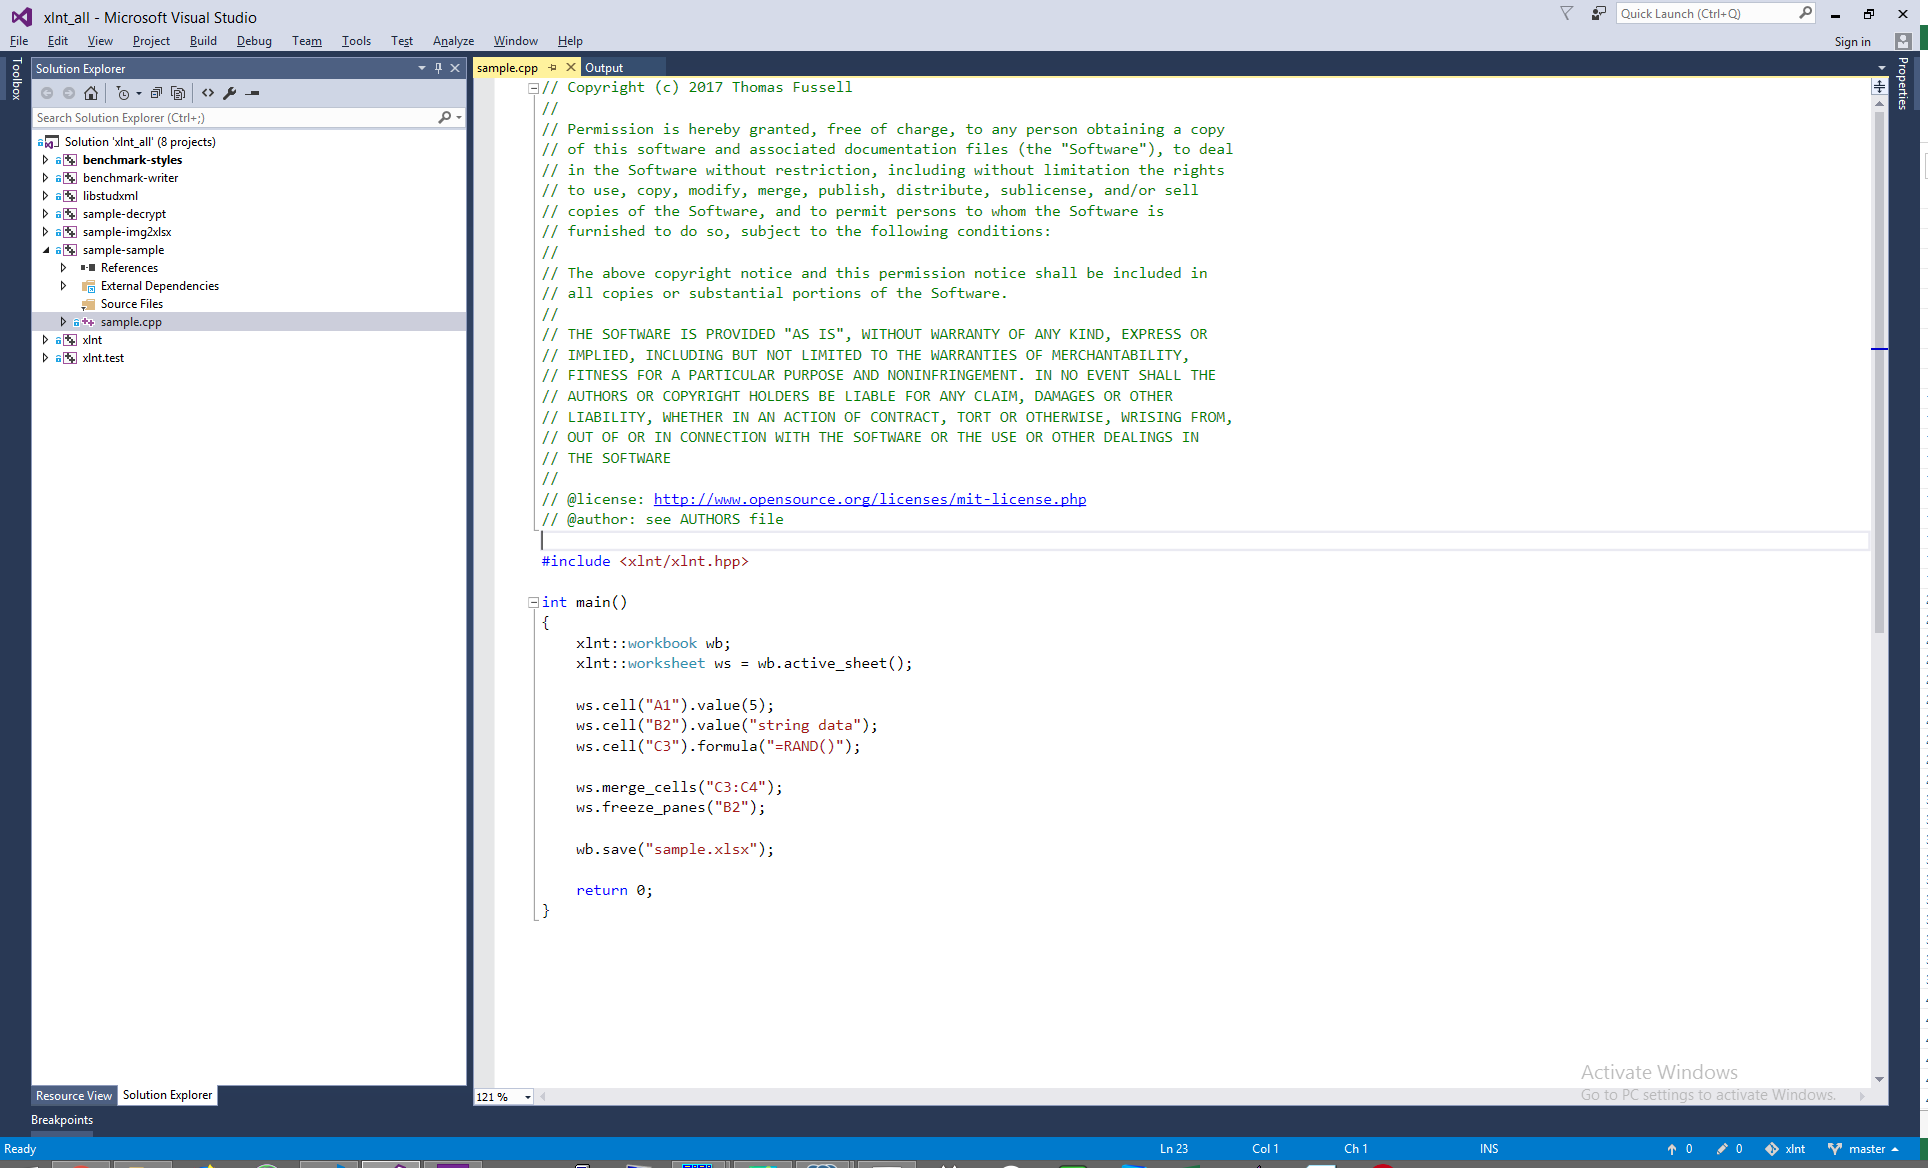 xlnt_all - Microsoft Visual Studio
Quick Launch (Ctrl+Q)
File Edit View Project Build Debug Team Tools Test Analyze Window Help
Sign in
Toolbox
Solution Explorer
Search Solution Explorer (Ctrl+;)
Solution 'xlnt_all' (8 projects)
benchmark-styles
benchmark-writer
libstudxml
sample-decrypt
sample-img2xlsx
sample-sample
References
External Dependencies
Source Files
sample.cpp
xlnt
xlnt.test
Resource View Solution Explorer
Breakpoints
sample.cpp Output
Properties
// Copyright (c) 2017 Thomas Fussell
//
// Permission is hereby granted, free of charge, to any person obtaining a copy
// of this software and associated documentation files (the "Software"), to deal
// in the Software without restriction, including without limitation the rights
// to use, copy, modify, merge, publish, distribute, sublicense, and/or sell
// copies of the Software, and to permit persons to whom the Software is
// furnished to do so, subject to the following conditions:
//
// The above copyright notice and this permission notice shall be included in
// all copies or substantial portions of the Software.
//
// THE SOFTWARE IS PROVIDED "AS IS", WITHOUT WARRANTY OF ANY KIND, EXPRESS OR
// IMPLIED, INCLUDING BUT NOT LIMITED TO THE WARRANTIES OF MERCHANTABILITY,
// FITNESS FOR A PARTICULAR PURPOSE AND NONINFRINGEMENT. IN NO EVENT SHALL THE
// AUTHORS OR COPYRIGHT HOLDERS BE LIABLE FOR ANY CLAIM, DAMAGES OR OTHER
// LIABILITY, WHETHER IN AN ACTION OF CONTRACT, TORT OR OTHERWISE, WRISING FROM,
// OUT OF OR IN CONNECTION WITH THE SOFTWARE OR THE USE OR OTHER DEALINGS IN
// THE SOFTWARE
//
// @license: http://www.opensource.org/licenses/mit-license.php
// @author: see AUTHORS file
#include <xlnt/xlnt.hpp>
int main()
{
xlnt::workbook wb;
xlnt::worksheet ws = wb.active_sheet();
ws.cell("A1").value(5);
ws.cell("B2").value("string data");
ws.cell("C3").formula("=RAND()");
ws.merge_cells("C3:C4");
ws.freeze_panes("B2");
wb.save("sample.xlsx");
return 0;
}
Activate Windows
Go to PC settings to activate Windows.
121 %
Ready Ln 23 Col 1 Ch 1 INS 0 0 xlnt master